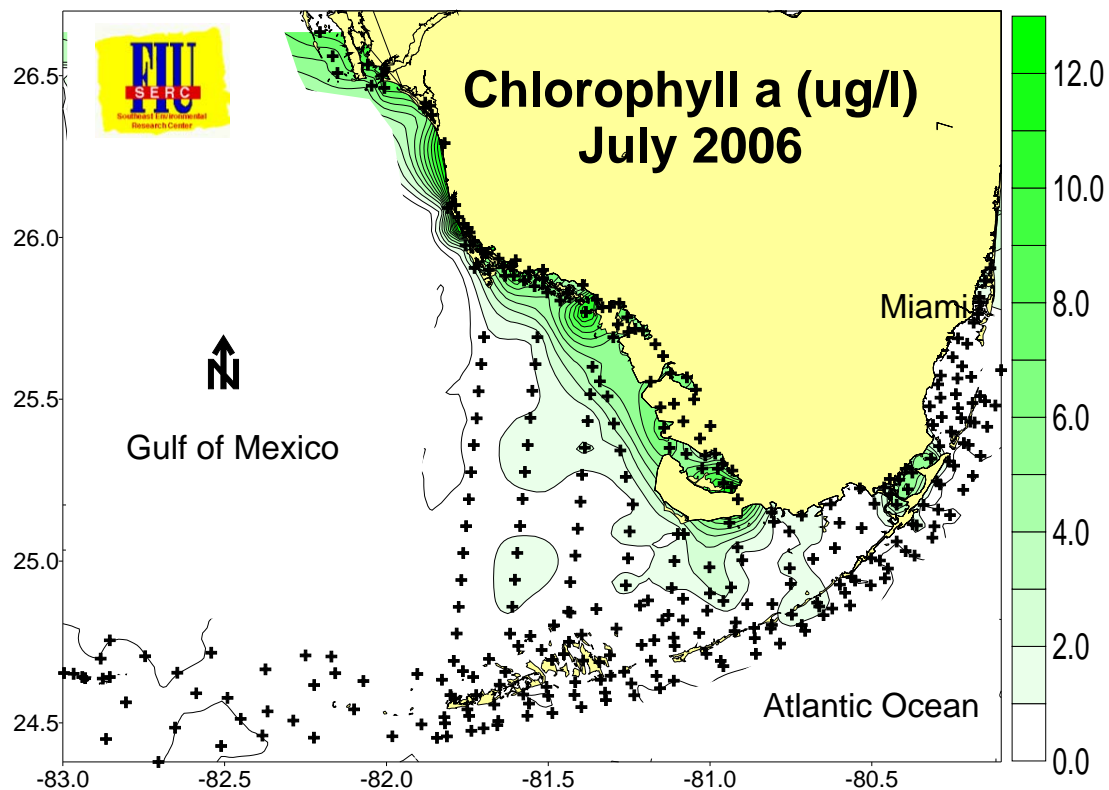 FIU
SERC
Southeast Environmental
Research Center
Chlorophyll a (ug/l)
July 2006
Miami
Gulf of Mexico
Atlantic Ocean
N
26.5
26.0
25.5
25.0
24.5
-83.0
-82.5
-82.0
-81.5
-81.0
-80.5
12.0
10.0
8.0
6.0
4.0
2.0
0.0